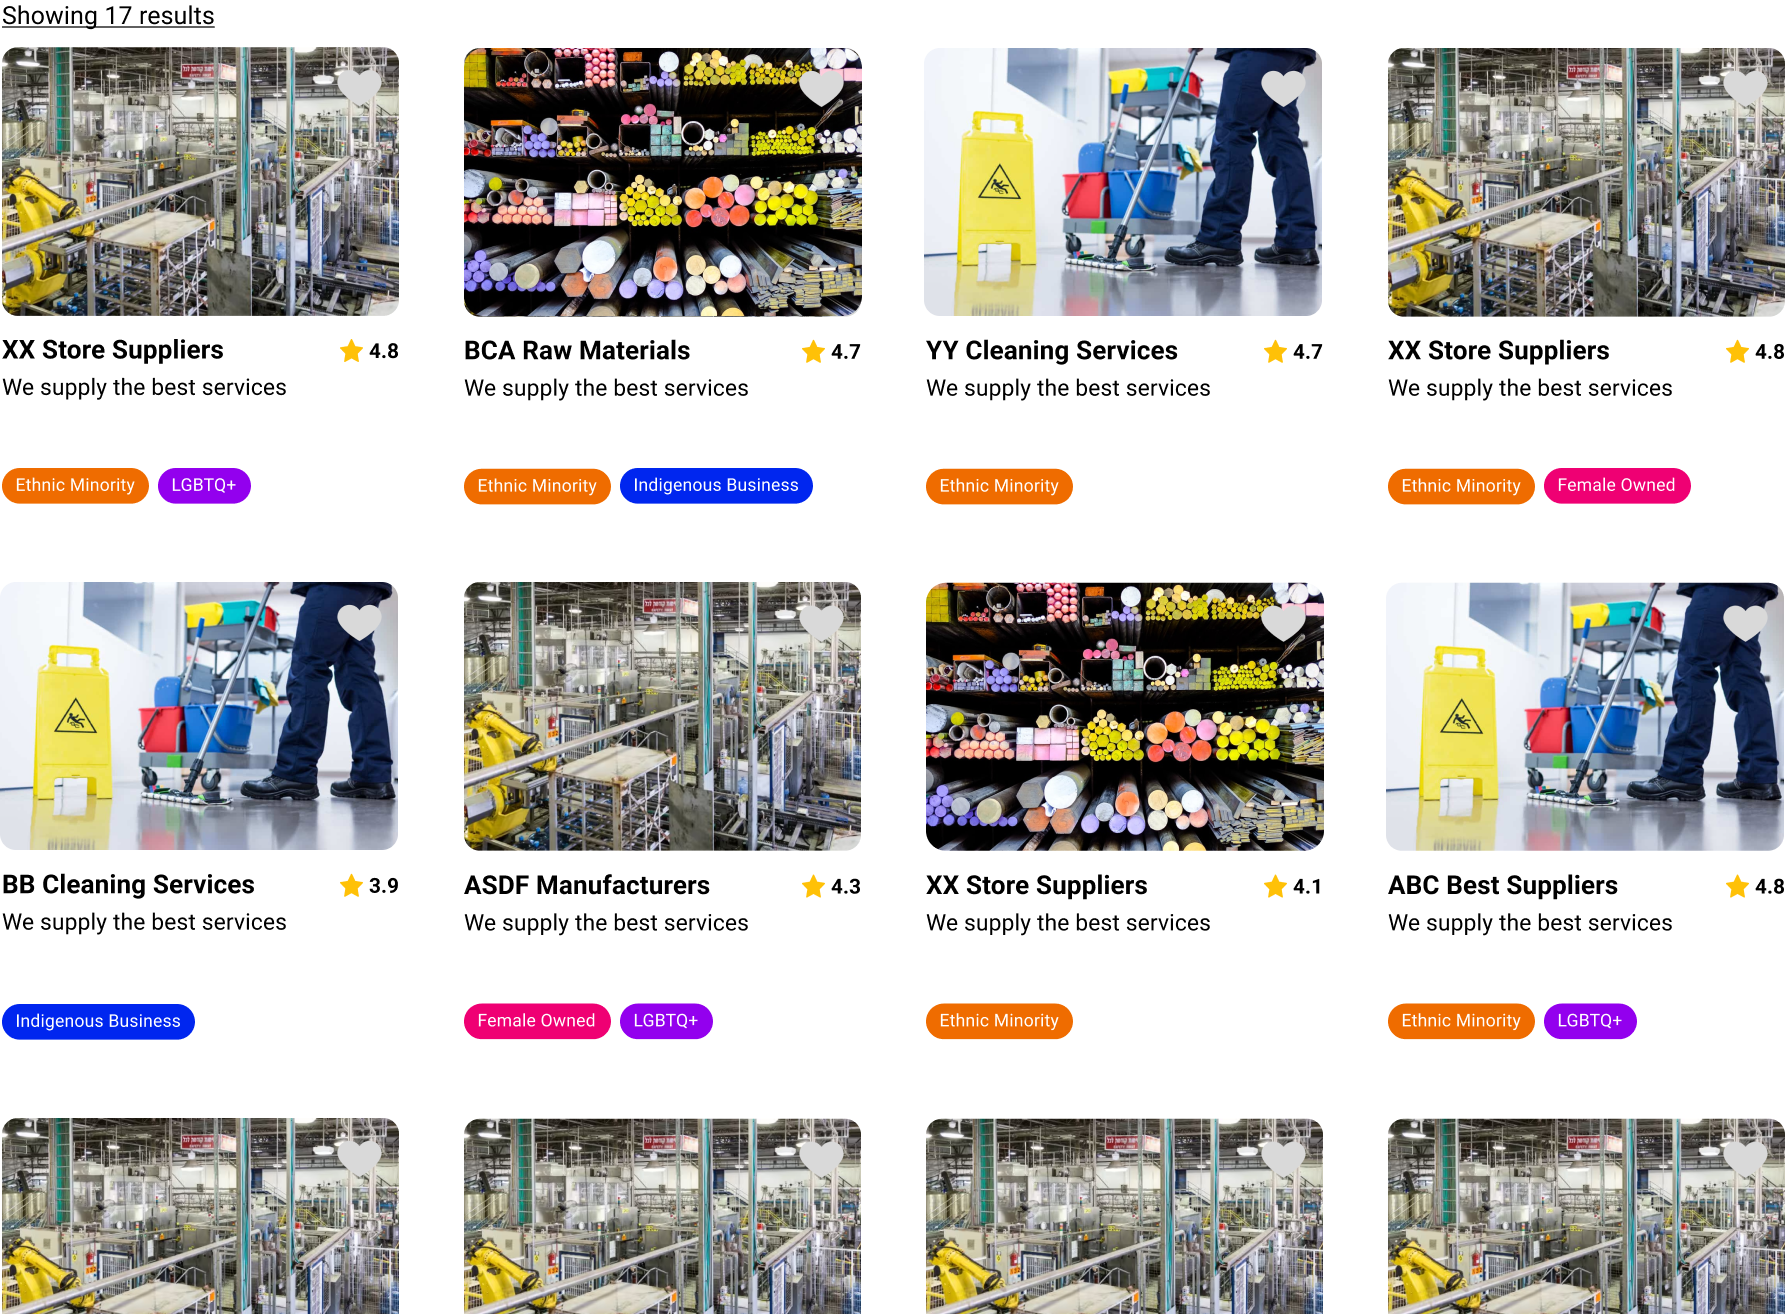 Showing 17 results
XX Store Suppliers
4.8
We supply the best services
Ethnic Minority
LGBTQ+
BCA Raw Materials
4.7
We supply the best services
Ethnic Minority
Indigenous Business
YY Cleaning Services
4.7
We supply the best services
Ethnic Minority
XX Store Suppliers
4.8
We supply the best services
Ethnic Minority
Female Owned
BB Cleaning Services
3.9
We supply the best services
Indigenous Business
ASDF Manufacturers
4.3
We supply the best services
Female Owned
LGBTQ+
XX Store Suppliers
4.1
We supply the best services
Ethnic Minority
ABC Best Suppliers
4.8
We supply the best services
Ethnic Minority
LGBTQ+